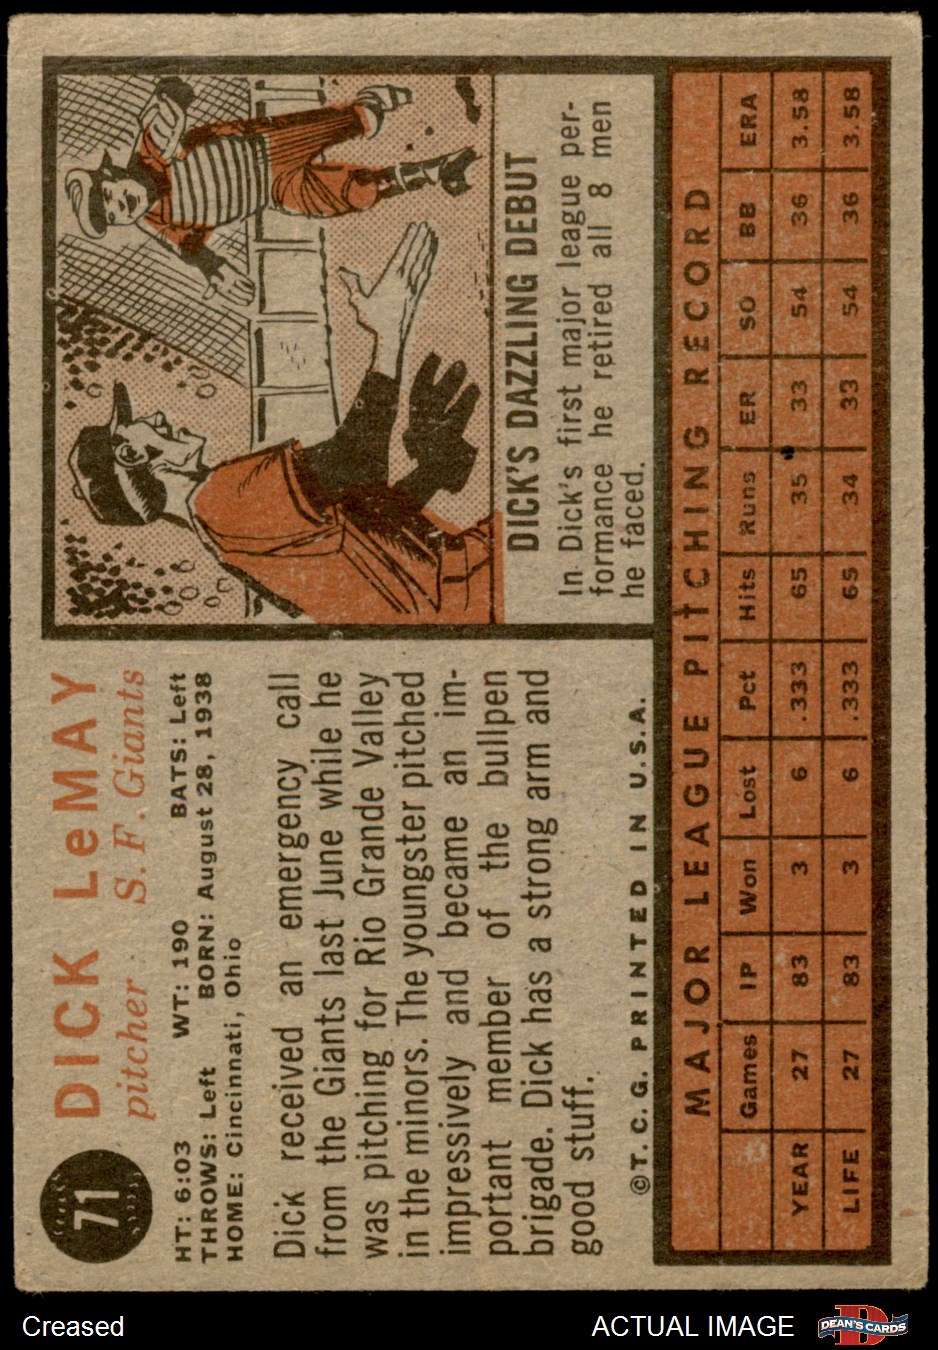 71
DICK LeMAY
pitcher S. F. Giants
HT: 6:03 WT: 190 BATS: Left
THROWS: Left BORN: August 28, 1938
HOME: Cincinnati, Ohio
Dick received an emergency call
from the Giants last June while he
was pitching for Rio Grande Valley
in the minors. The youngster pitched
impressively and became an im-
portant member of the bullpen
brigade. Dick has a strong arm and
good stuff.
©T. C. G. PRINTED IN U. S. A.
DICK'S DAZZLING DEBUT
In Dick's first major league per-
formance he retired all 8 men
he faced.
MAJOR LEAGUE PITCHING RECORD
Games IP Won Lost Pct Hits Runs ER SO BB ERA
YEAR 27 83 3 6 .333 65 35 33 54 36 3.58
LIFE 27 83 3 6 .333 65 34 33 54 36 3.58
Creased
ACTUAL IMAGE
D
DEAN'S CARDS